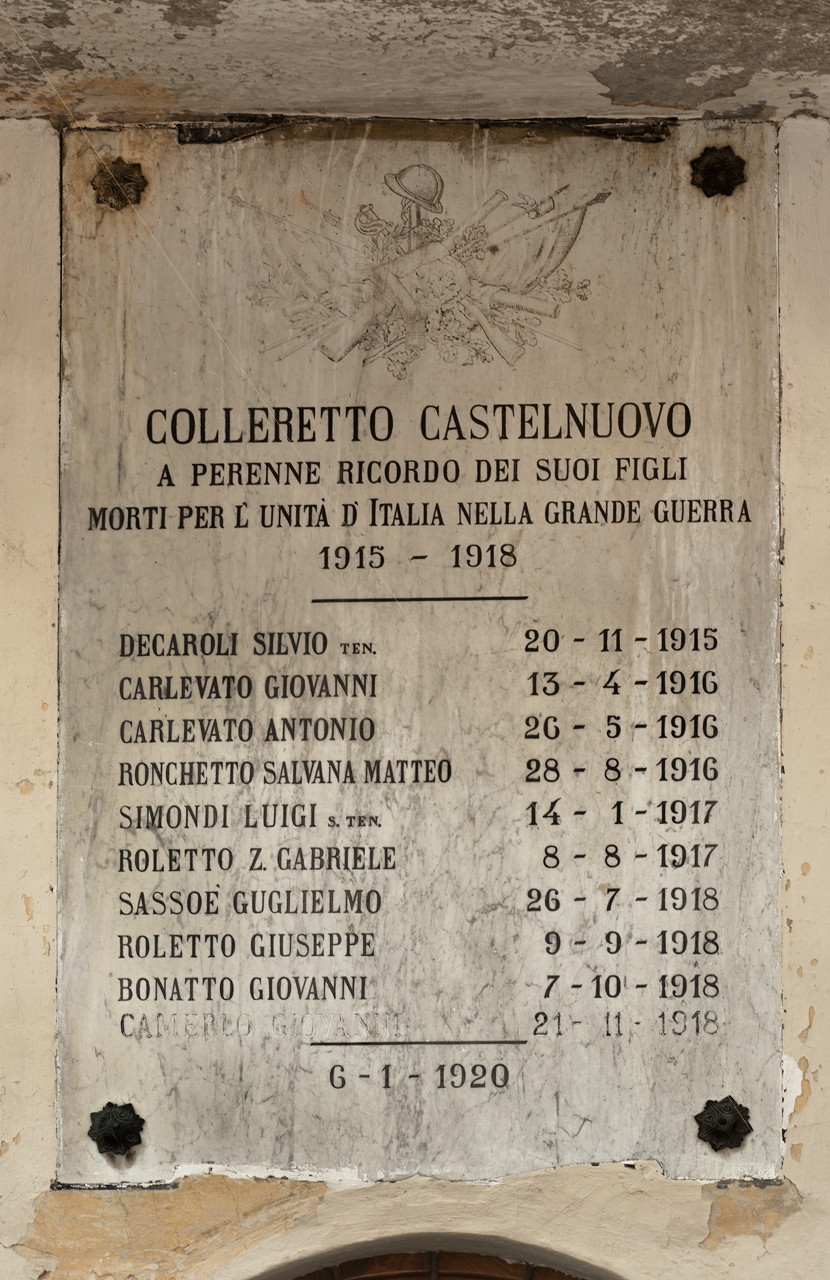 COLLERETTO CASTELNUOVO
A PERENNE RICORDO DEI SUOI FIGLI
MORTI PER L' UNITÀ D' ITALIA NELLA GRANDE GUERRA
1915 - 1918
DECAROLI SILVIO TEN. 20 - 11 - 1915
CARLEVATO GIOVANNI 13 - 4 - 1916
CARLEVATO ANTONIO 26 - 5 - 1916
RONCHETTO SALVANA MATTEO 28 - 8 - 1916
SIMONDI LUIGI S. TEN. 14 - 1 - 1917
ROLETTO Z. GABRIELE 8 - 8 - 1917
SASSOÈ GUGLIELMO 26 - 7 - 1918
ROLETTO GIUSEPPE 9 - 9 - 1918
BONATTO GIOVANNI 7 - 10 - 1918
GIOVANNI 21 - 11 - 1918
6 - 1 - 1920